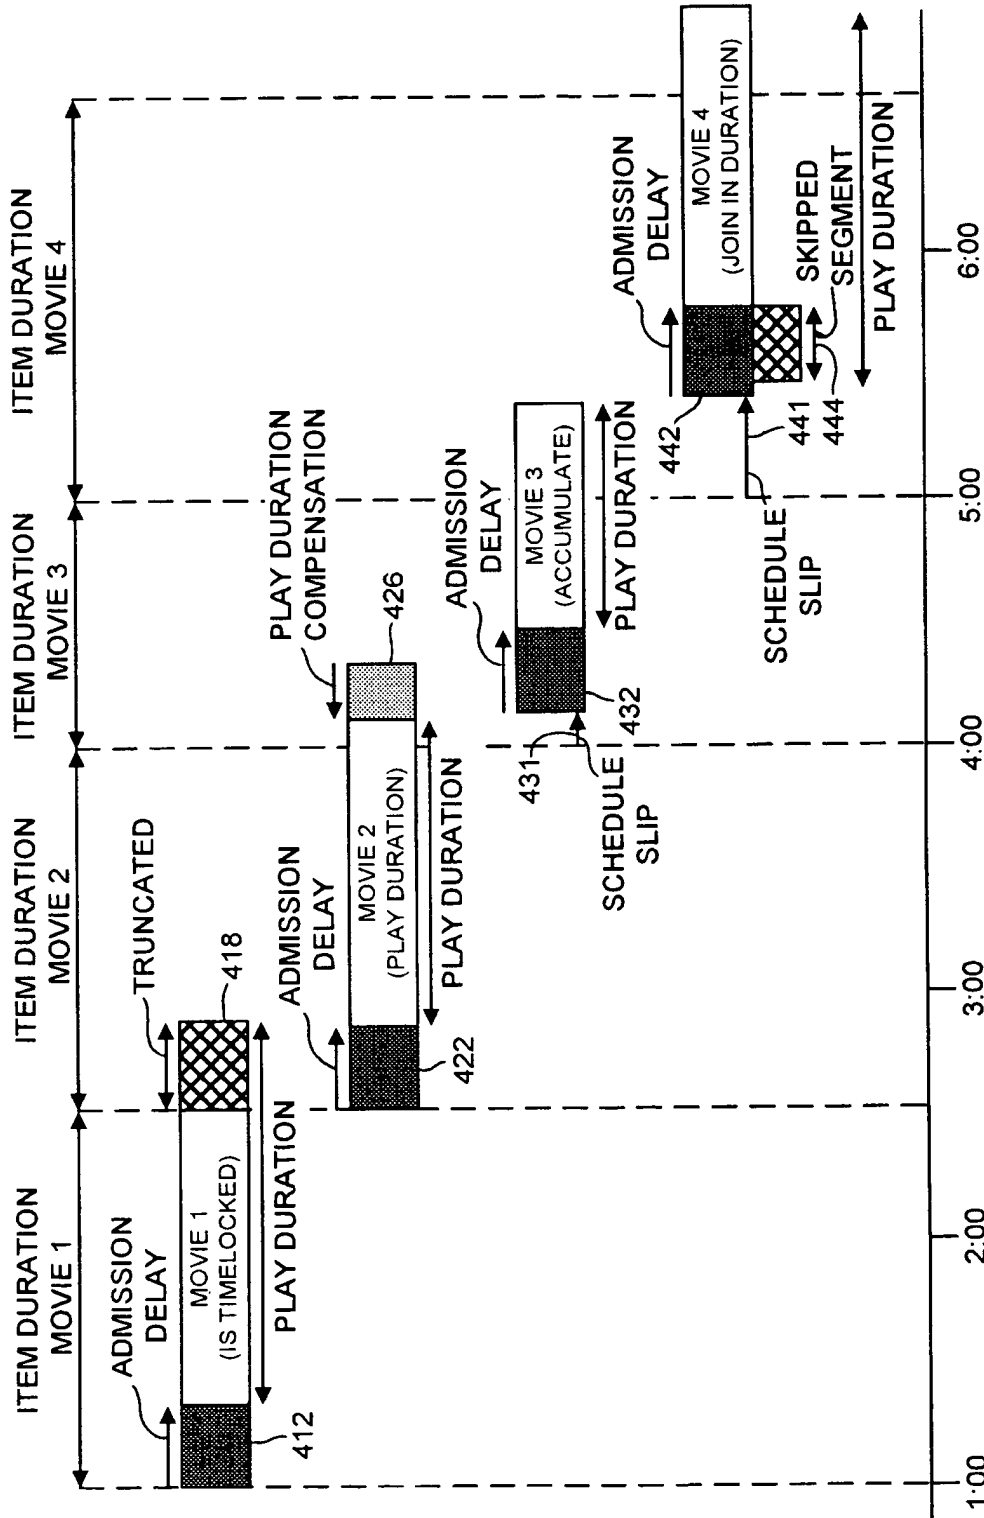 ITEM DURATION
MOVIE 1
ITEM DURATION
MOVIE 2
ITEM DURATION
MOVIE 3
ITEM DURATION
MOVIE 4
ADMISSION
DELAY
TRUNCATED
MOVIE 1
(IS TIMELOCKED)
412
418
PLAY DURATION
ADMISSION
DELAY
PLAY DURATION
COMPENSATION
MOVIE 2
(PLAY DURATION)
422
426
PLAY DURATION
ADMISSION
DELAY
MOVIE 3
(ACCUMULATE)
431
432
PLAY DURATION
SCHEDULE
SLIP
ADMISSION
DELAY
MOVIE 4
(JOIN IN DURATION)
442
441
444
SKIPPED
SEGMENT
SCHEDULE
SLIP
PLAY DURATION
1:00
2:00
3:00
4:00
5:00
6:00